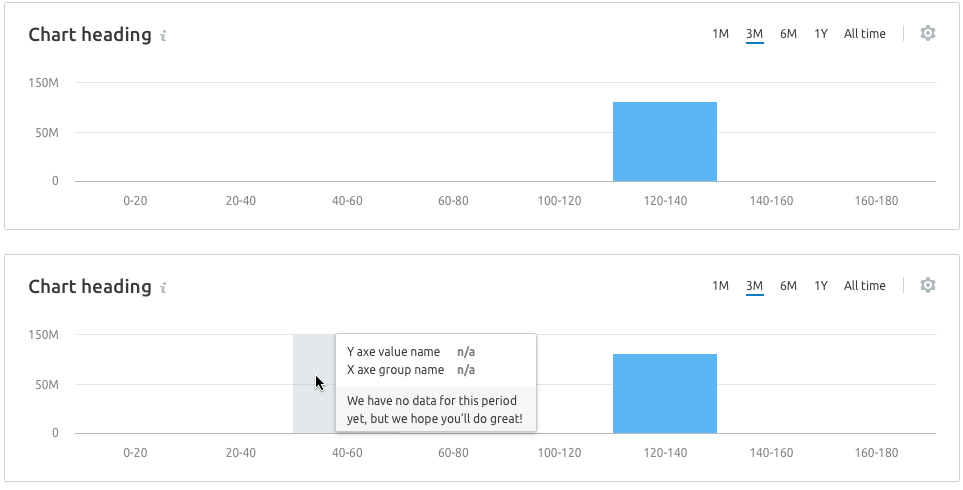 Chart heading i 1M 3M 6M 1Y All time
150M
50M
0
0-20 20-40 40-60 60-80 100-120 120-140 140-160 160-180
Chart heading i 1M 3M 6M 1Y All time
150M
Y axe value name n/a
X axe group name n/a
50M
We have no data for this period
yet, but we hope you'll do great!
0
0-20 20-40 40-60 60-80 100-120 120-140 140-160 160-180